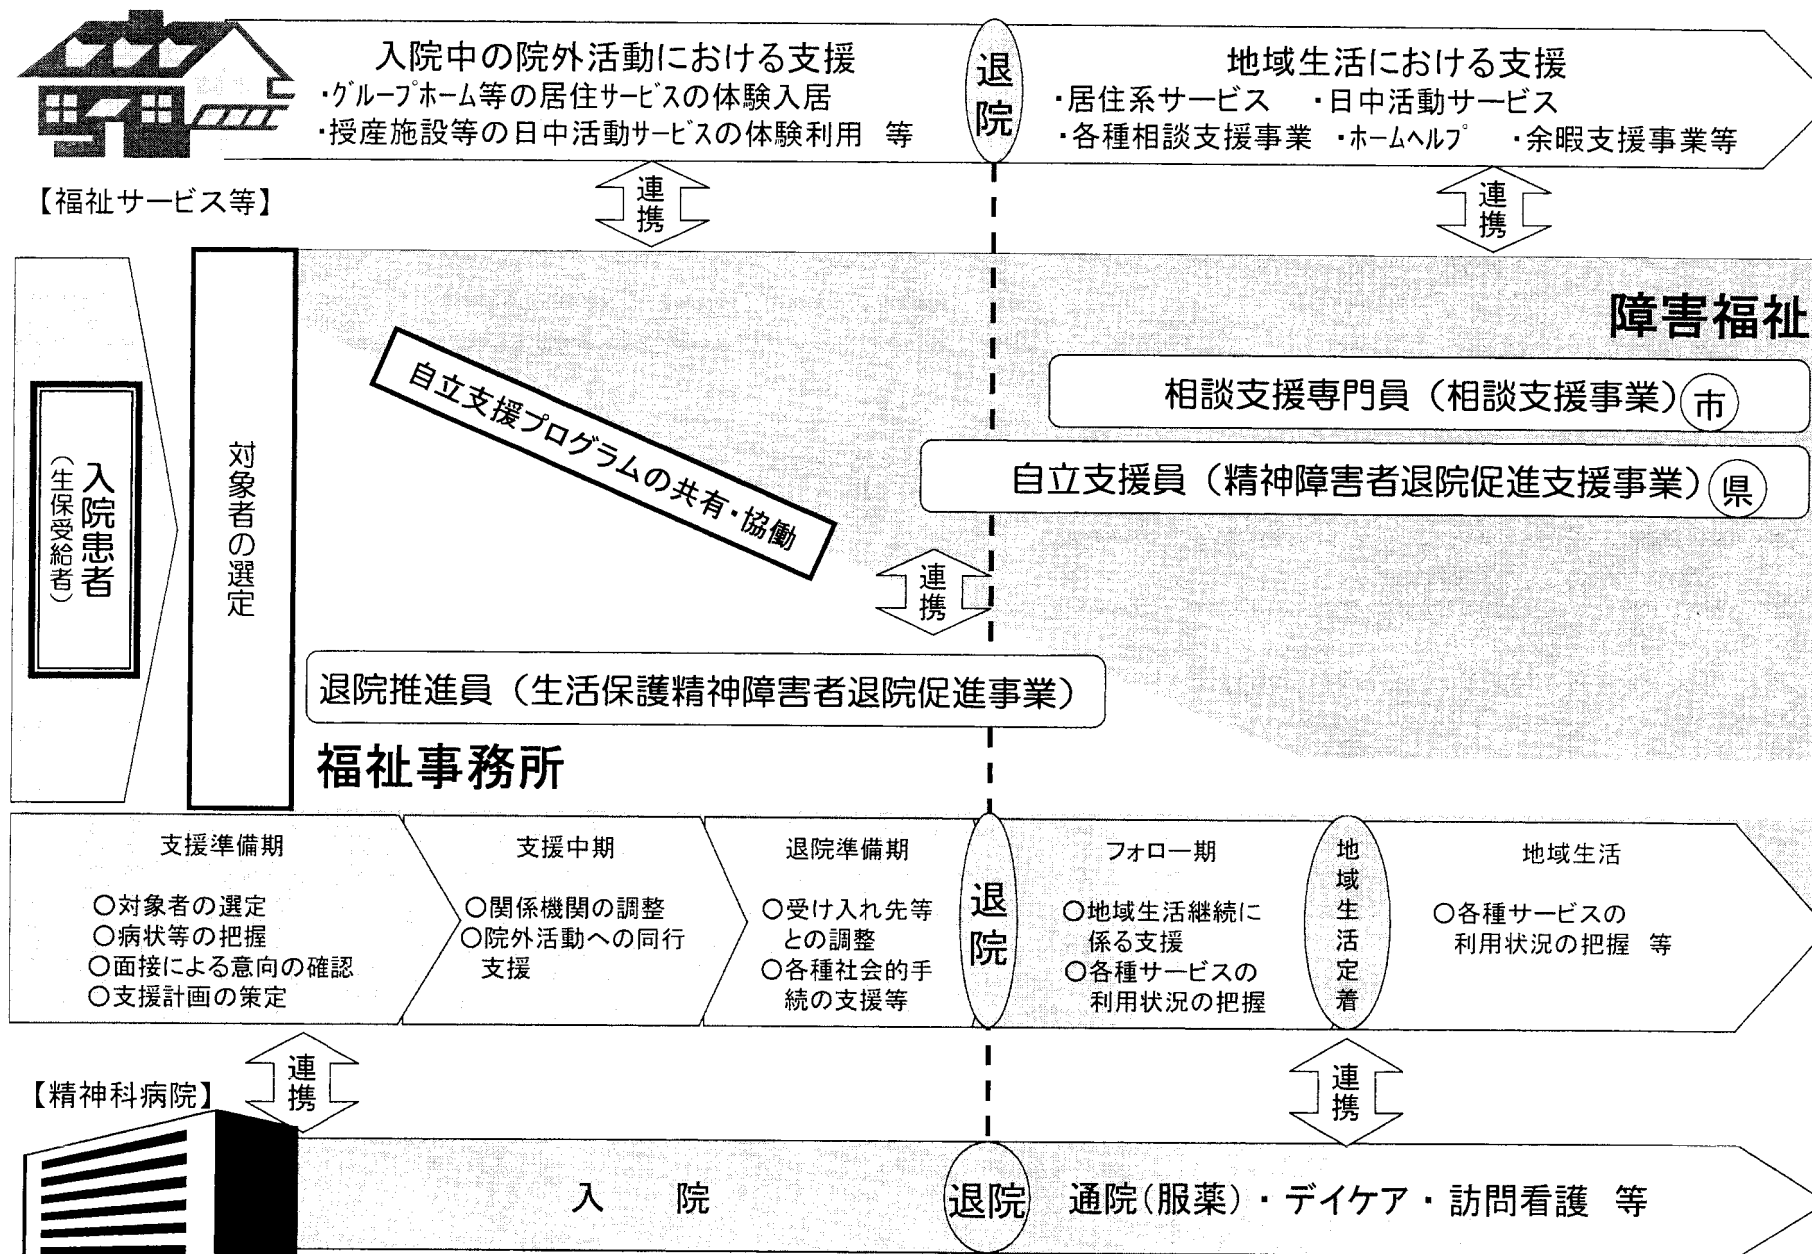 入院中の院外活動における支援
・グループホーム等の居住サービスの体験入居
・授産施設等の日中活動サービスの体験利用 等
退院
地域生活における支援
・居住系サービス ・日中活動サービス
・各種相談支援事業 ・ホームヘルプ ・余暇支援事業等
【福祉サービス等】
連携
連携
障害福祉
相談支援専門員（相談支援事業）市
自立支援員（精神障害者退院促進支援事業）県
自立支援プログラムの共有・協働
入院患者
（生保受給者）
対象者の選定
連携
退院推進員（生活保護精神障害者退院促進事業）
福祉事務所
支援準備期
○対象者の選定
○病状等の把握
○面接による意向の確認
○支援計画の策定
支援中期
○関係機関の調整
○院外活動への同行
支援
退院準備期
○受け入れ先等
との調整
○各種社会的手
続の支援等
退院
フォロー期
○地域生活継続に
係る支援
○各種サービスの
利用状況の把握
地域生活定着
地域生活
○各種サービスの
利用状況の把握 等
連携
連携
【精神科病院】
入 院
退院
通院(服薬)・デイケア・訪問看護 等